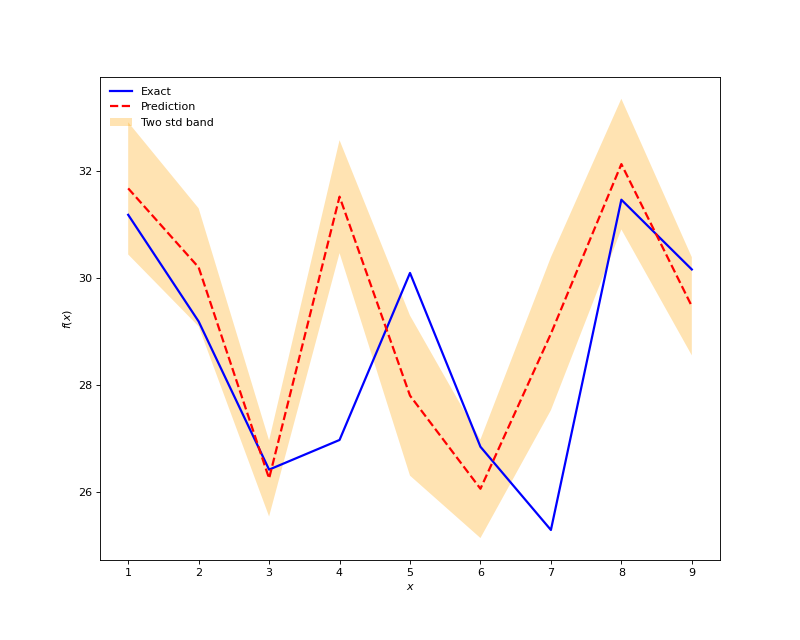 Exact
Prediction
Two std band
32
30
28
26
f(x)
1 2 3 4 5 6 7 8 9
x